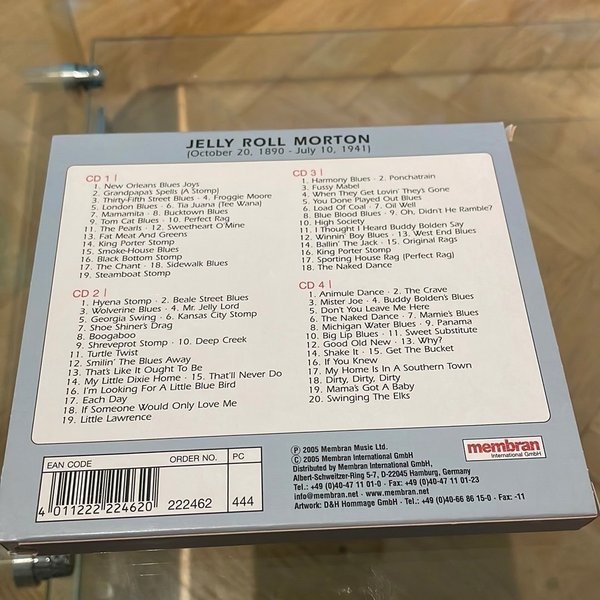 JELLY ROLL MORTON
(October 20, 1890 - July 10, 1941)
CD 1 |
1. New Orleans Blues Joys
2. Grandpapa's Spells (A Stomp)
3. Thirty-Fifth Street Blues · 4. Froggie Moore
5. London Blues · 6. Tia Juana (Tee Wana)
7. Mamamita · 8. Bucktown Blues
9. Tom Cat Blues · 10. Perfect Rag
11. The Pearls · 12. Sweetheart O'Mine
13. Fat Meat And Greens
14. King Porter Stomp
15. Smoke-House Blues
16. Black Bottom Stomp
17. The Chant · 18. Sidewalk Blues
19. Steamboat Stomp
CD 2 |
1. Hyena Stomp · 2. Beale Street Blues
3. Wolverine Blues · 4. Mr. Jelly Lord
5. Georgia Swing · 6. Kansas City Stomp
7. Shoe Shiner's Drag
8. Boogaboo
9. Shreveprot Stomp · 10. Deep Creek
11. Turtle Twist
12. Smilin' The Blues Away
13. That's Like It Ought To Be
14. My Little Dixie Home · 15. That'll Never Do
16. I'm Looking For A Little Blue Bird
17. Each Day
18. If Someone Would Only Love Me
19. Little Lawrence
CD 3 |
1. Harmony Blues · 2. Ponchatrain
3. Fussy Mabel
4. When They Get Lovin' They's Gone
5. You Done Played Out Blues
6. Load Of Coal · 7. Oil Well
8. Blue Blood Blues · 9. Oh, Didn't He Ramble?
10. High Society
11. I Thought I Heard Buddy Bolden Say
12. Winnin' Boy Blues · 13. West End Blues
14. Ballin' The Jack · 15. Original Rags
16. King Porter Stomp
17. Sporting House Rag (Perfect Rag)
18. The Naked Dance
CD 4 |
1. Animule Dance · 2. The Crave
3. Mister Joe · 4. Buddy Bolden's Blues
5. Don't You Leave Me Here
6. The Naked Dance · 7. Mamie's Blues
8. Michigan Water Blues · 9. Panama
10. Big Lip Blues · 11. Sweet Substitute
12. Good Old New · 13. Why?
14. Shake It · 15. Get The Bucket
16. If You Knew
17. My Home Is In A Southern Town
18. Dirty, Dirty, Dirty
19. Mama's Got A Baby
20. Swinging The Elks
EAN CODE
ORDER NO.
PC
4 011222 224620
222462
444
℗ 2005 Membran Music Ltd.
© 2005 Membran International GmbH
Distributed by Membran International GmbH,
Albert-Schweitzer-Ring 5-7, D-22045 Hamburg, Germany
Tel.: +49 (0)40-47 11 01-0 · Fax: +49 (0)40-47 11 01-23
info@membran.net · www.membran.net
Artwork: D&H Hommage GmbH · Tel.: +49 (0)40-66 86 15-0 · Fax: -11
membran
International GmbH